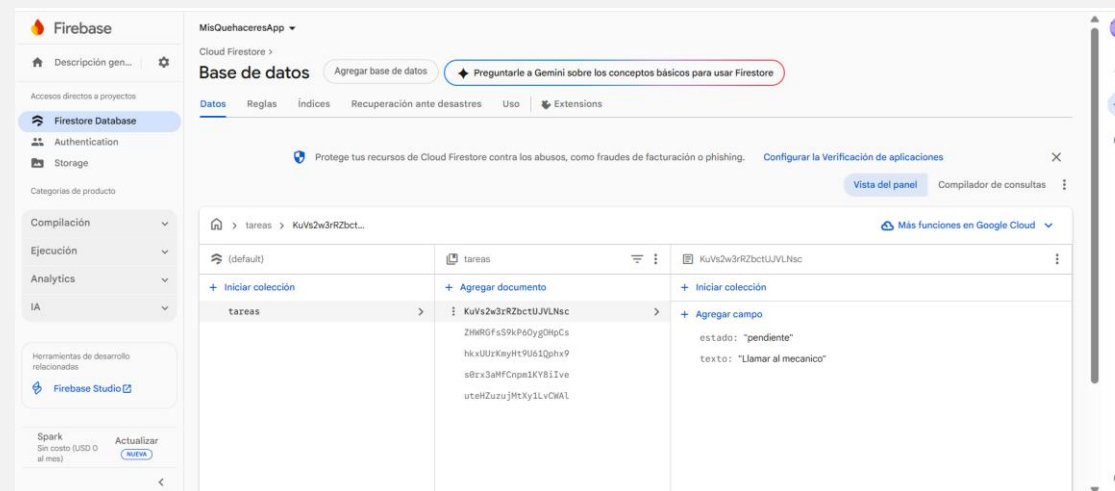 Firebase
Descripción gen...
Accesos directos a proyectos
Firestore Database
Authentication
Storage
Categorías de producto
Compilación
Ejecución
Analytics
IA
Herramientas de desarrollo
relacionadas
Firebase Studio
Spark
Sin costo (USD 0
al mes)
Actualizar
NUEVA
MisQuehaceresApp
Cloud Firestore >
Base de datos
Agregar base de datos
Preguntarle a Gemini sobre los conceptos básicos para usar Firestore
Datos Reglas Índices Recuperación ante desastres Uso Extensions
Protege tus recursos de Cloud Firestore contra los abusos, como fraudes de facturación o phishing. Configurar la Verificación de aplicaciones
Vista del panel Compilador de consultas
> tareas > KuVs2w3rRZbct...
Más funciones en Google Cloud
(default)
+ Iniciar colección
tareas
tareas
+ Agregar documento
KuVs2w3rRZbctUJVLNsc
ZHWRGfsS9kP6OygOHpCs
hkxUUrKmyHt9U61Qphx9
s0rx3aMfCnpm1KYBiIve
uteHZuzujMtXy1LvCWAl
KuVs2w3rRZbctUJVLNsc
+ Iniciar colección
+ Agregar campo
estado: "pendiente"
texto: "Llamar al mecanico"